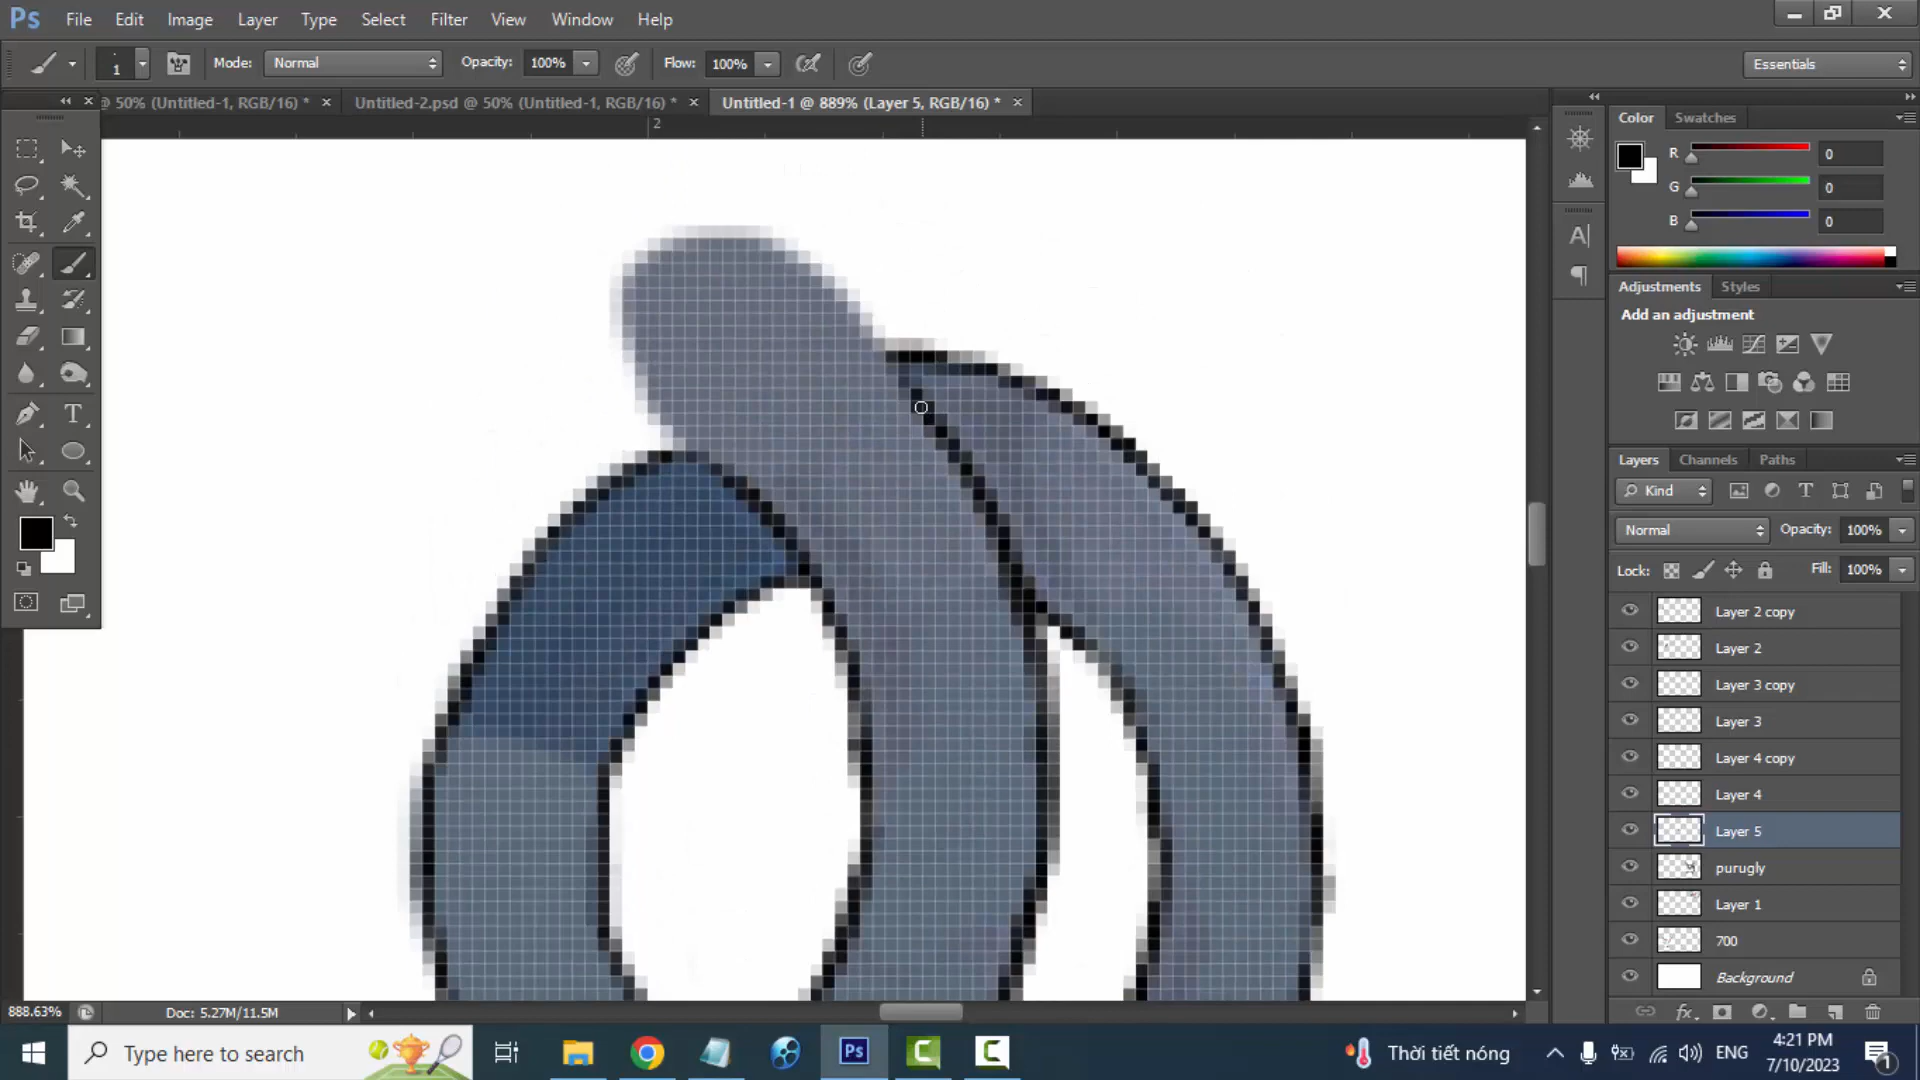 Ps File Edit Image Layer Type Select Filter View Window Help
1 Mode: Normal Opacity: 100% Flow: 100% Essentials
@ 50% (Untitled-1, RGB/16) * × Untitled-2.psd @ 50% (Untitled-1, RGB/16) * × Untitled-1 @ 889% (Layer 5, RGB/16) * ×
2
Color Swatches
R 0
G 0
B 0
Adjustments Styles
Add an adjustment
Layers Channels Paths
Kind
Normal Opacity: 100%
Lock: Fill: 100%
Layer 2 copy
Layer 2
Layer 3 copy
Layer 3
Layer 4 copy
Layer 4
Layer 5
purugly
Layer 1
700
Background
888.63% Doc: 5.27M/11.5M
Type here to search Ps Thời tiết nóng ENG 4:21 PM
7/10/2023 1